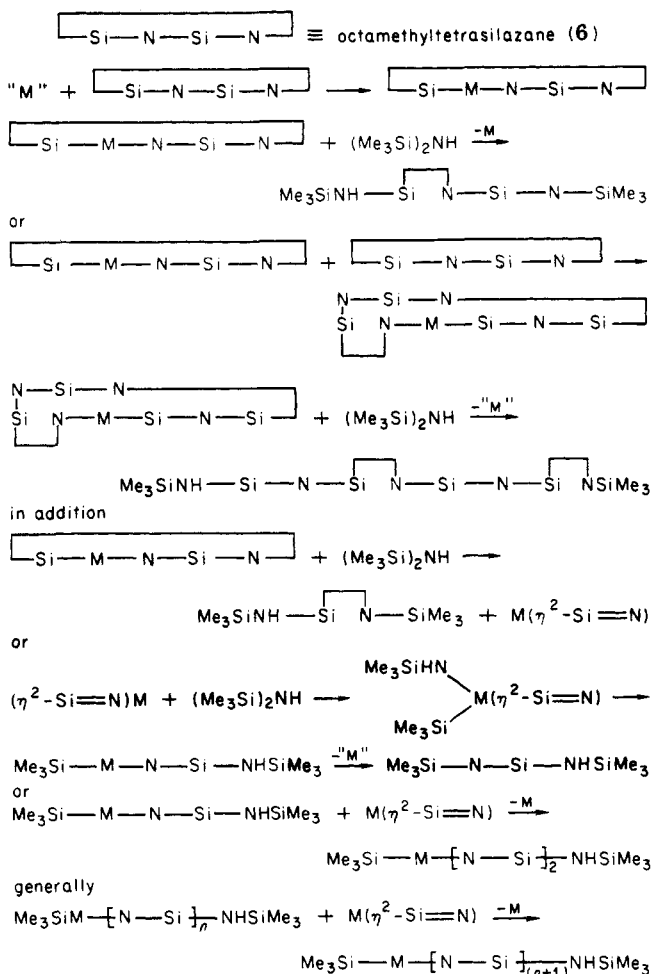 Si — N — Si — N ≡ octamethyltetrasilazane (6)
"M" + Si — N — Si — N ⟶ Si — M — N — Si — N
Si — M — N — Si — N + (Me₃Si)₂NH –M⟶
Me₃SiNH — Si N — Si — N — SiMe₃
or
Si — M — N — Si — N + Si — N — Si — N ⟶
N — Si — N
Si N — M — Si — N — Si
N — Si — N
Si N — M — Si — N — Si + (Me₃Si)₂NH –"M"⟶
Me₃SiNH — Si — N — Si N — Si — N — Si NSiMe₃
in addition
Si — M — N — Si — N + (Me₃Si)₂NH ⟶
Me₃SiNH — Si N — SiMe₃ + M(η²-Si=N)
or
(η²-Si=N)M + (Me₃Si)₂NH ⟶ Me₃SiHN Me₃Si M(η²-Si=N) ⟶
Me₃Si — M — N — Si — NHSiMe₃ –"M"⟶ Me₃Si — N — Si — NHSiMe₃
or
Me₃Si — M — N — Si — NHSiMe₃ + M(η²-Si=N) –M⟶
Me₃Si — M —[N — Si]₂— NHSiMe₃
generally
Me₃SiM —[N — Si]ₙ— NHSiMe₃ + M(η²-Si=N) –M⟶
Me₃Si — M —[N — Si]₍ₙ₊₁₎— NHSiMe₃